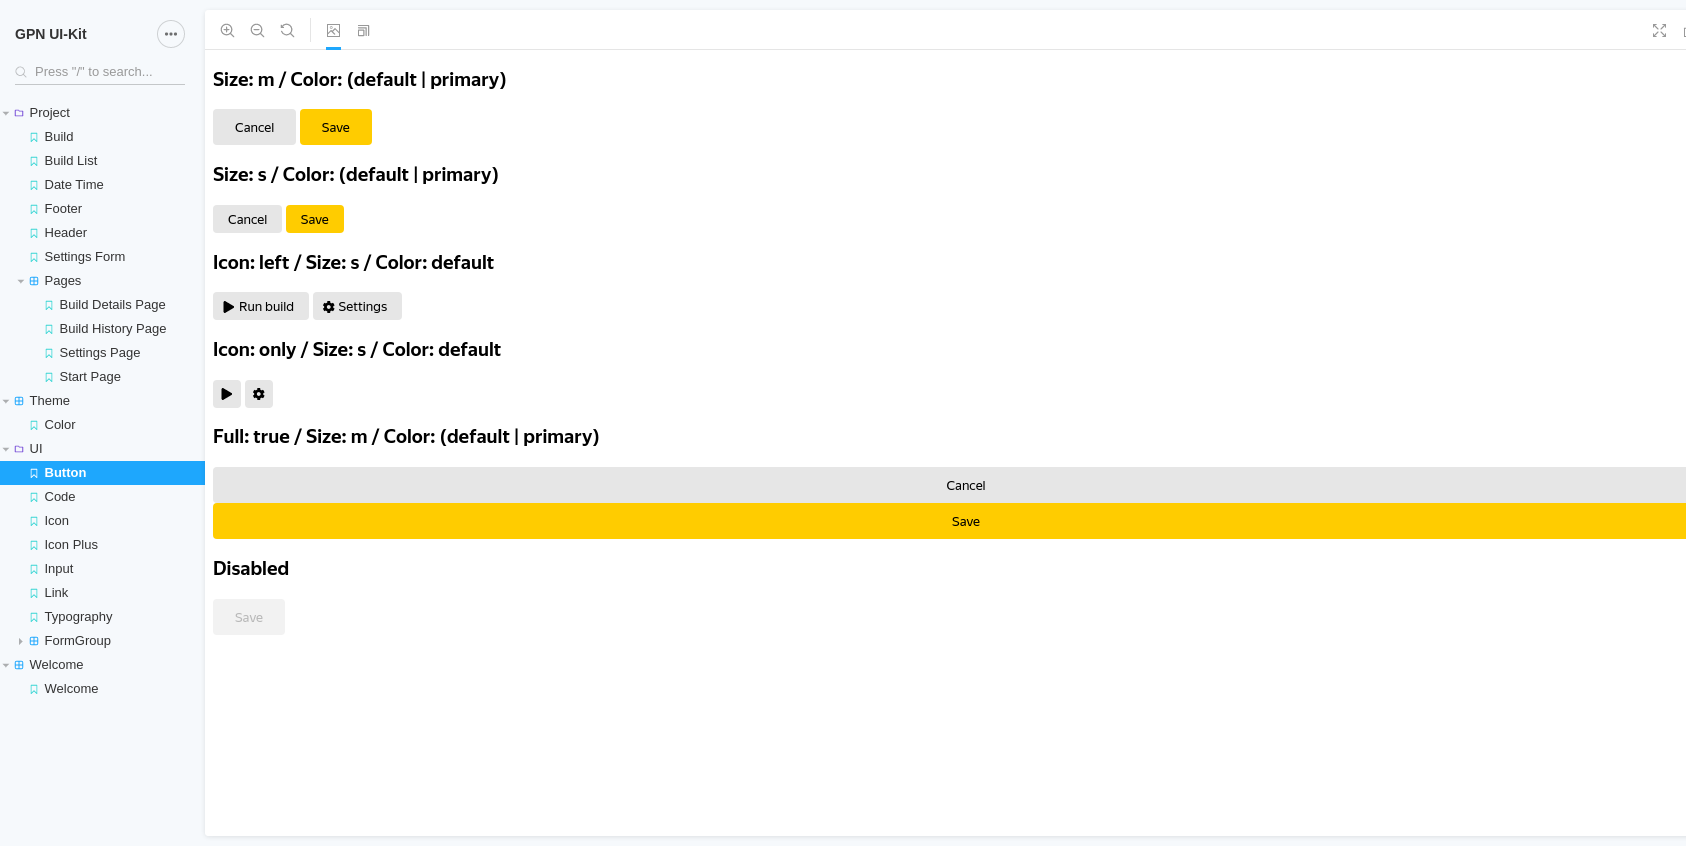 GPN UI-Kit
Press "/" to search...
Project
Build
Build List
Date Time
Footer
Header
Settings Form
Pages
Build Details Page
Build History Page
Settings Page
Start Page
Theme
Color
UI
Button
Code
Icon
Icon Plus
Input
Link
Typography
FormGroup
Welcome
Welcome
Size: m / Color: (default | primary)
Cancel Save
Size: s / Color: (default | primary)
Cancel Save
Icon: left / Size: s / Color: default
Run build Settings
Icon: only / Size: s / Color: default
Full: true / Size: m / Color: (default | primary)
Cancel
Save
Disabled
Save